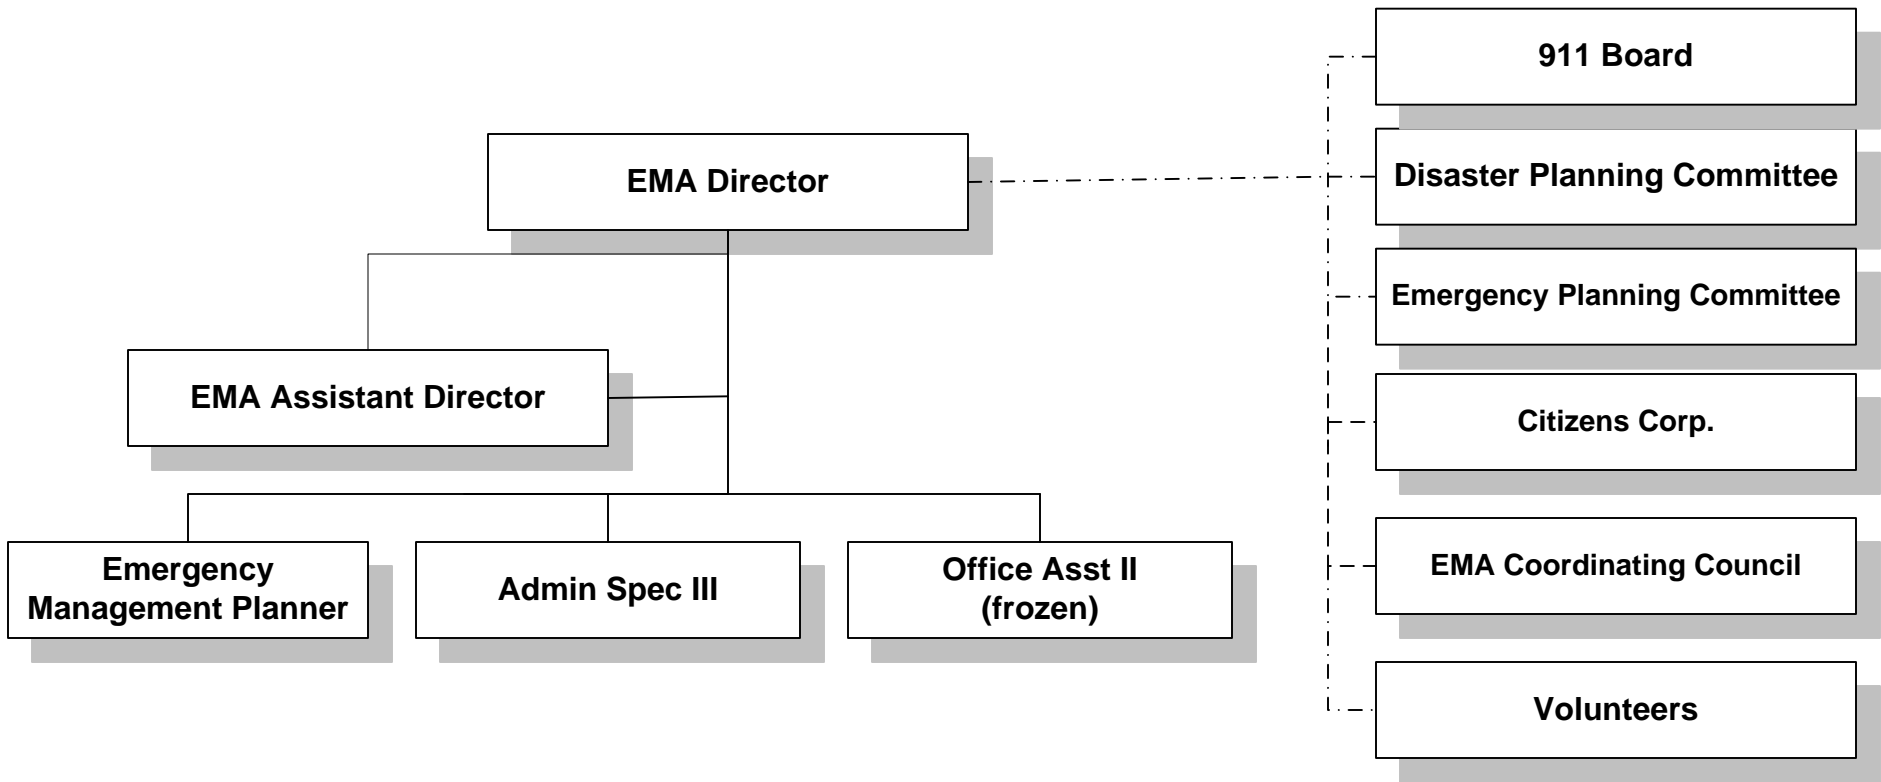 EMA Director
EMA Assistant Director
Emergency
Management Planner
Admin Spec III
Office Asst II
(frozen)
911 Board
Disaster Planning Committee
Emergency Planning Committee
Citizens Corp.
EMA Coordinating Council
Volunteers